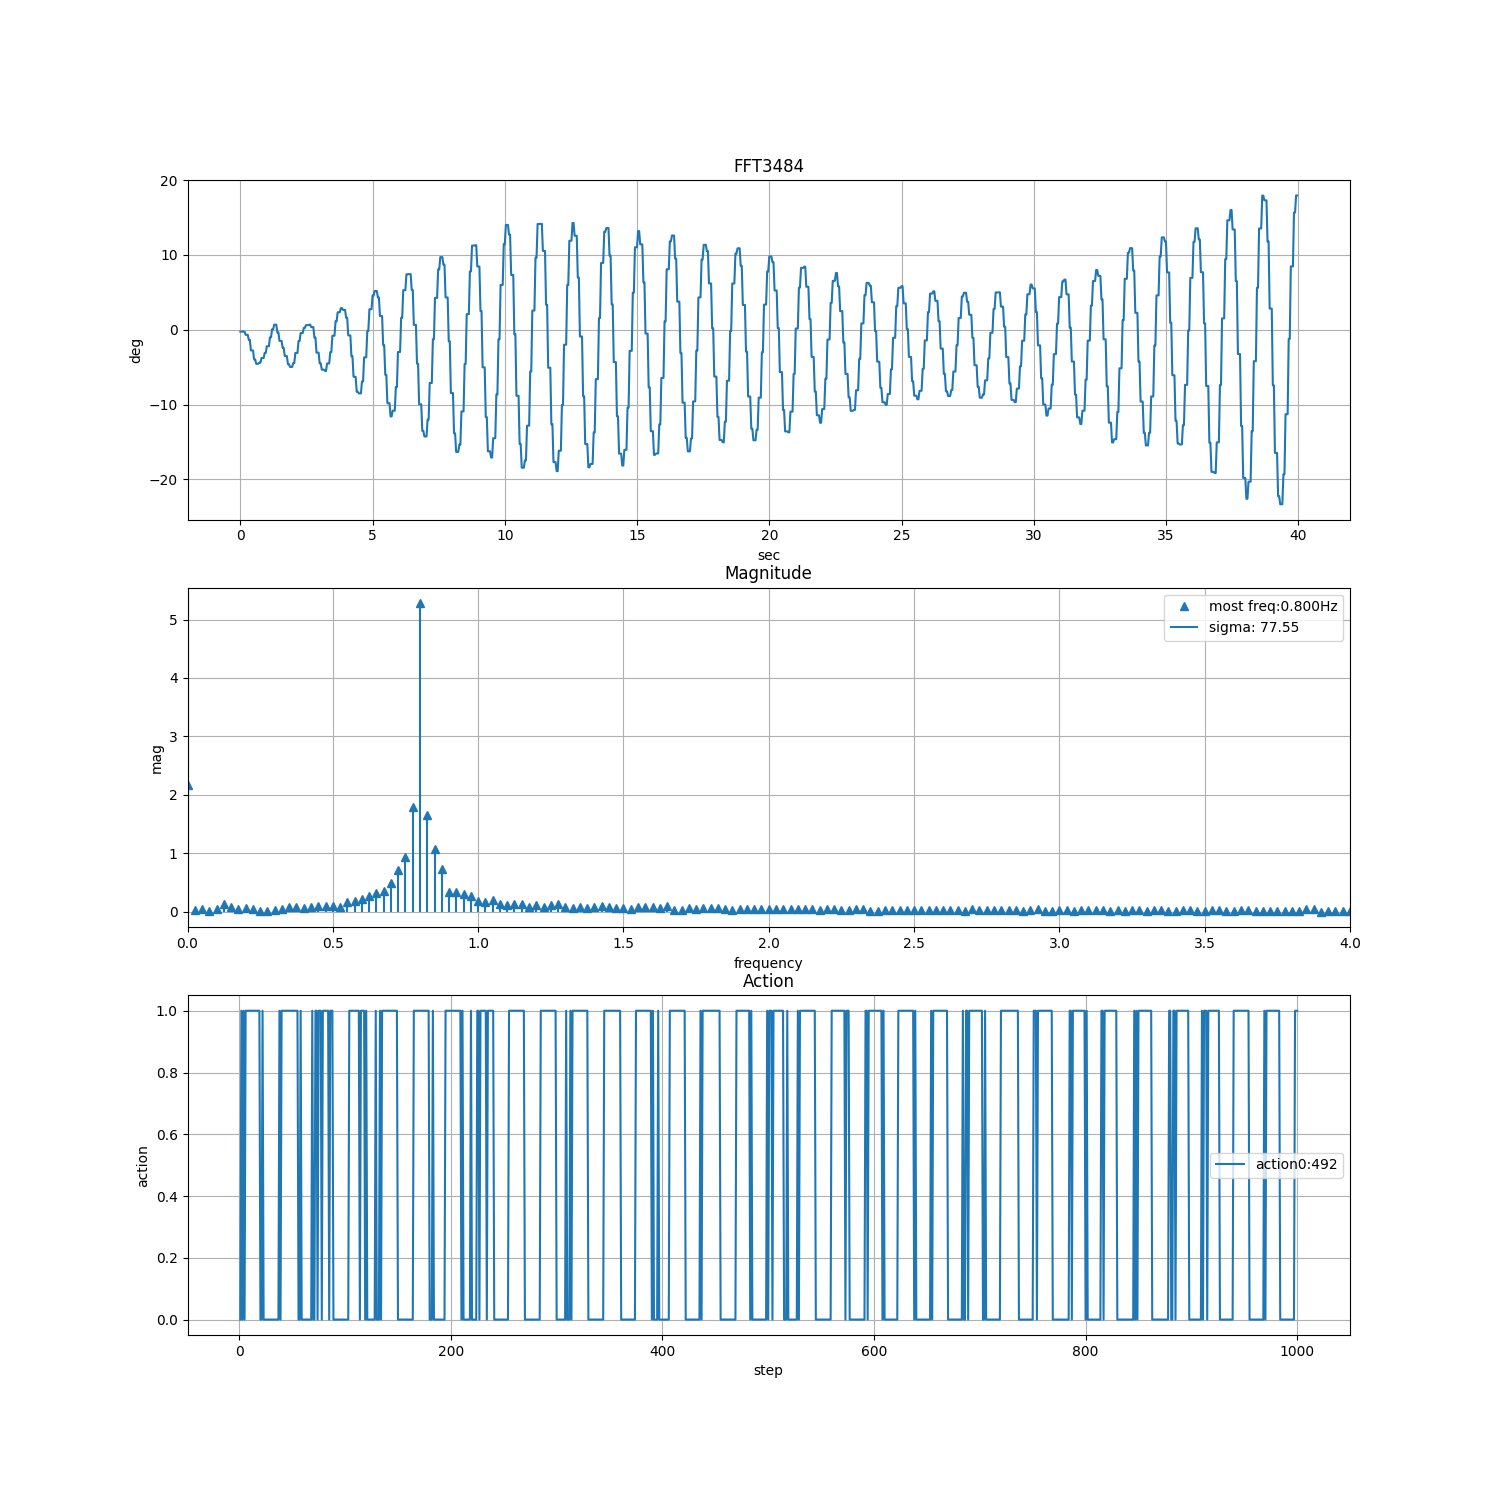 FFT3484
20
10
0
−10
−20
deg
0 5 10 15 20 25 30 35 40
sec
Magnitude
most freq:0.800Hz
sigma: 77.55
5
4
3
2
1
0
mag
0.0 0.5 1.0 1.5 2.0 2.5 3.0 3.5 4.0
frequency
Action
1.0
0.8
0.6
0.4
0.2
0.0
action
action0:492
0 200 400 600 800 1000
step